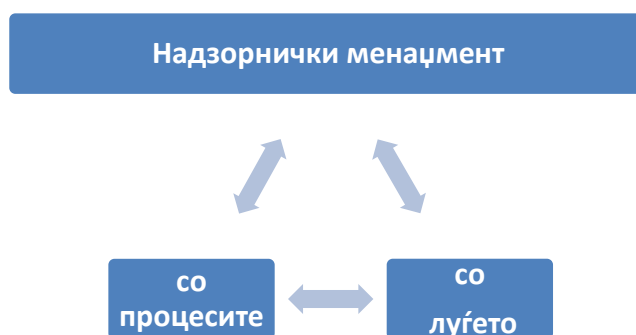 Надзорнички менаџмент
со
процесите
со
луѓето